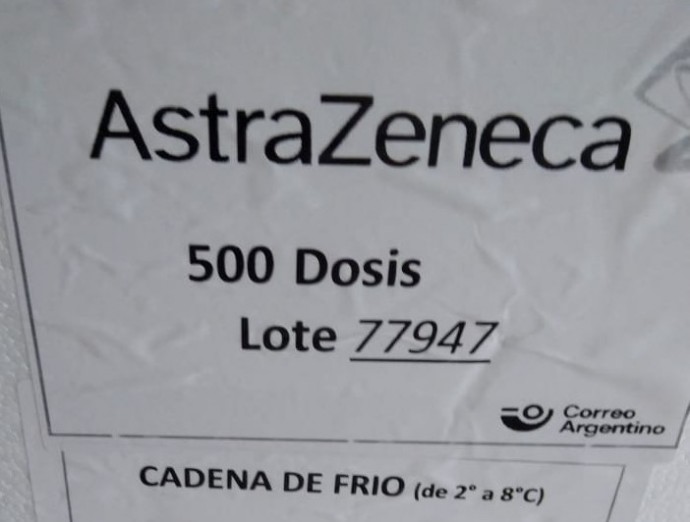 AstraZeneca
500 Dosis
Lote 77947
Correo
Argentino
CADENA DE FRIO (de 2° a 8°C)